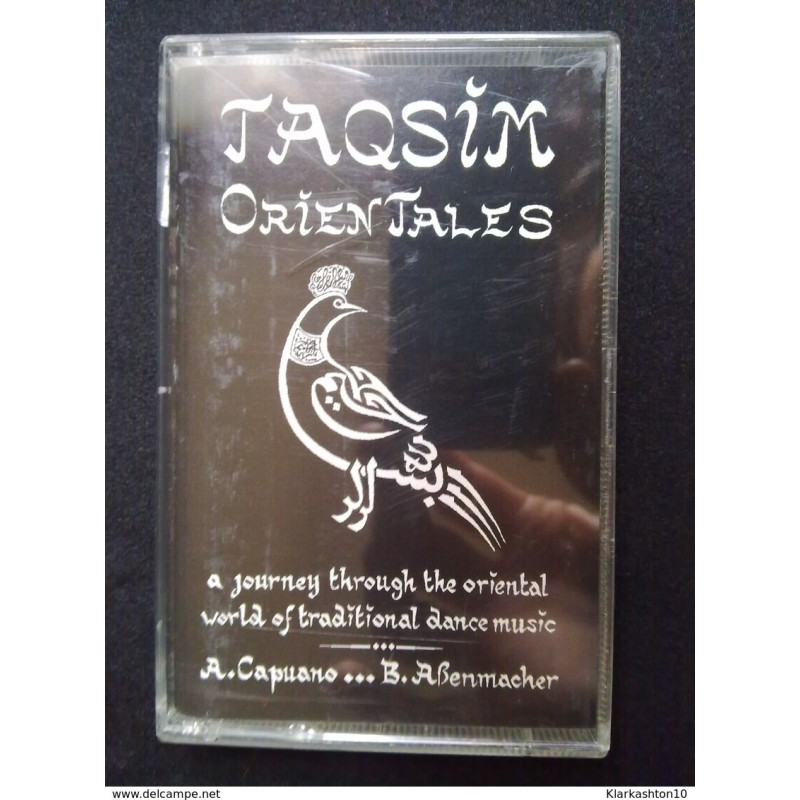 TAQSIM
ORIENTALES
a journey through the oriental
world of traditional dance music
A. Capuano ... B. Aßenmacher
www.delcampe.net
Klarkashton10